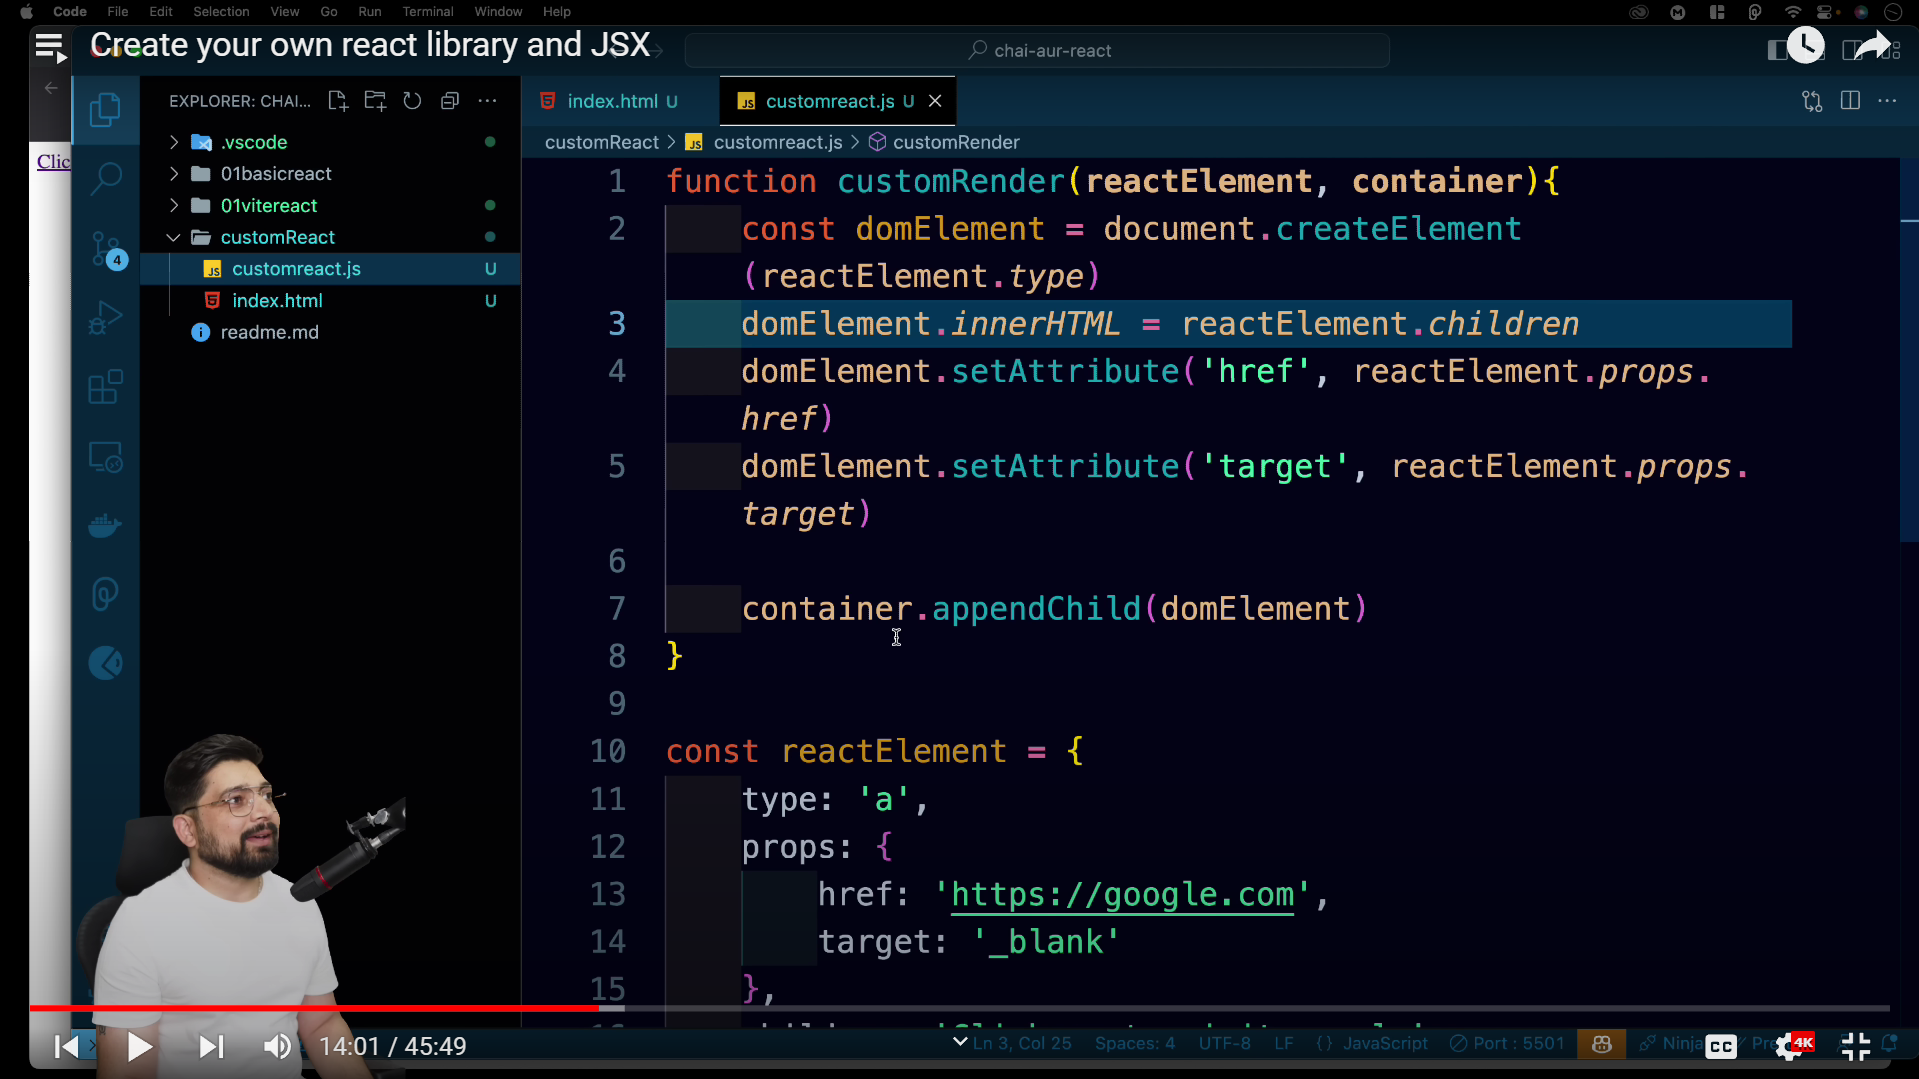 Code File Edit Selection View Go Run Terminal Window Help
Create your own react library and JSX
chai-aur-react
EXPLORER: CHAI...
index.html U
customreact.js U
customReact > customreact.js > customRender
Clic
.vscode
01basicreact
01vitereact
customReact
customreact.js U
index.html U
readme.md
4
1 function customRender(reactElement, container){
2 const domElement = document.createElement
(reactElement.type)
3 domElement.innerHTML = reactElement.children
4 domElement.setAttribute('href', reactElement.props.
href)
5 domElement.setAttribute('target', reactElement.props.
target)
6
7 container.appendChild(domElement)
8 }
9
10 const reactElement = {
11 type: 'a',
12 props: {
13 href: 'https://google.com',
14 target: '_blank'
15 },
14:01 / 45:49
Ln 3, Col 25 Spaces: 4 UTF-8 LF {} JavaScript Port : 5501 Ninja
CC
4K